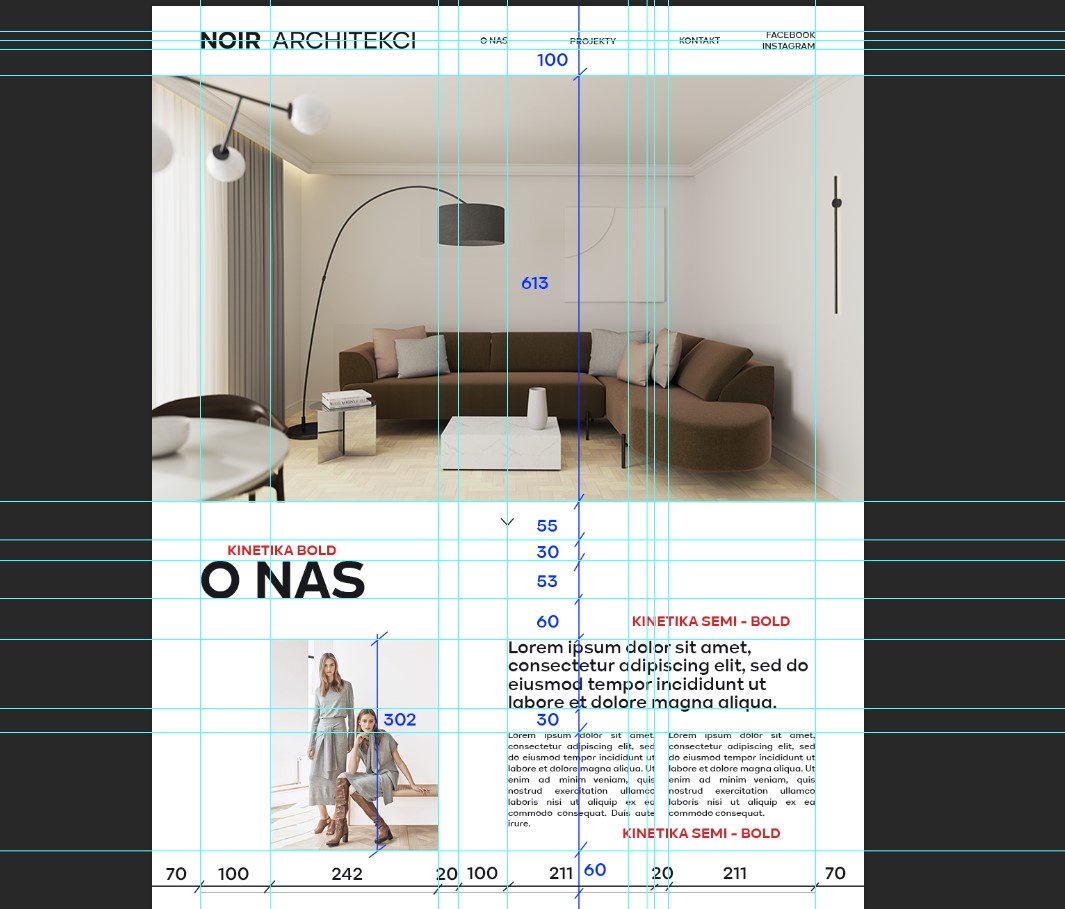 NOIR ARCHITEKCI
O NAS
PROJEKTY
KONTAKT
FACEBOOK
INSTAGRAM
100
613
55
KINETIKA BOLD
30
O NAS
53
60
KINETIKA SEMI - BOLD
Lorem ipsum dolor sit amet,
consectetur adipiscing elit, sed do
eiusmod tempor incididunt ut
labore et dolore magna aliqua.
302
30
Lorem ipsum dolor sit amet,
consectetur adipiscing elit, sed
do eiusmod tempor incididunt ut
labore et dolore magna aliqua. Ut
enim ad minim veniam, quis
nostrud exercitation ullamco
laboris nisi ut aliquip ex ea
commodo consequat. Duis aute
irure.
Lorem ipsum dolor sit amet,
consectetur adipiscing elit, sed
do eiusmod tempor incididunt ut
labore et dolore magna aliqua. Ut
enim ad minim veniam, quis
nostrud exercitation ullamco
laboris nisi ut aliquip ex ea
commodo consequat.
KINETIKA SEMI - BOLD
60
70 100 242 20 100 211 20 211 70